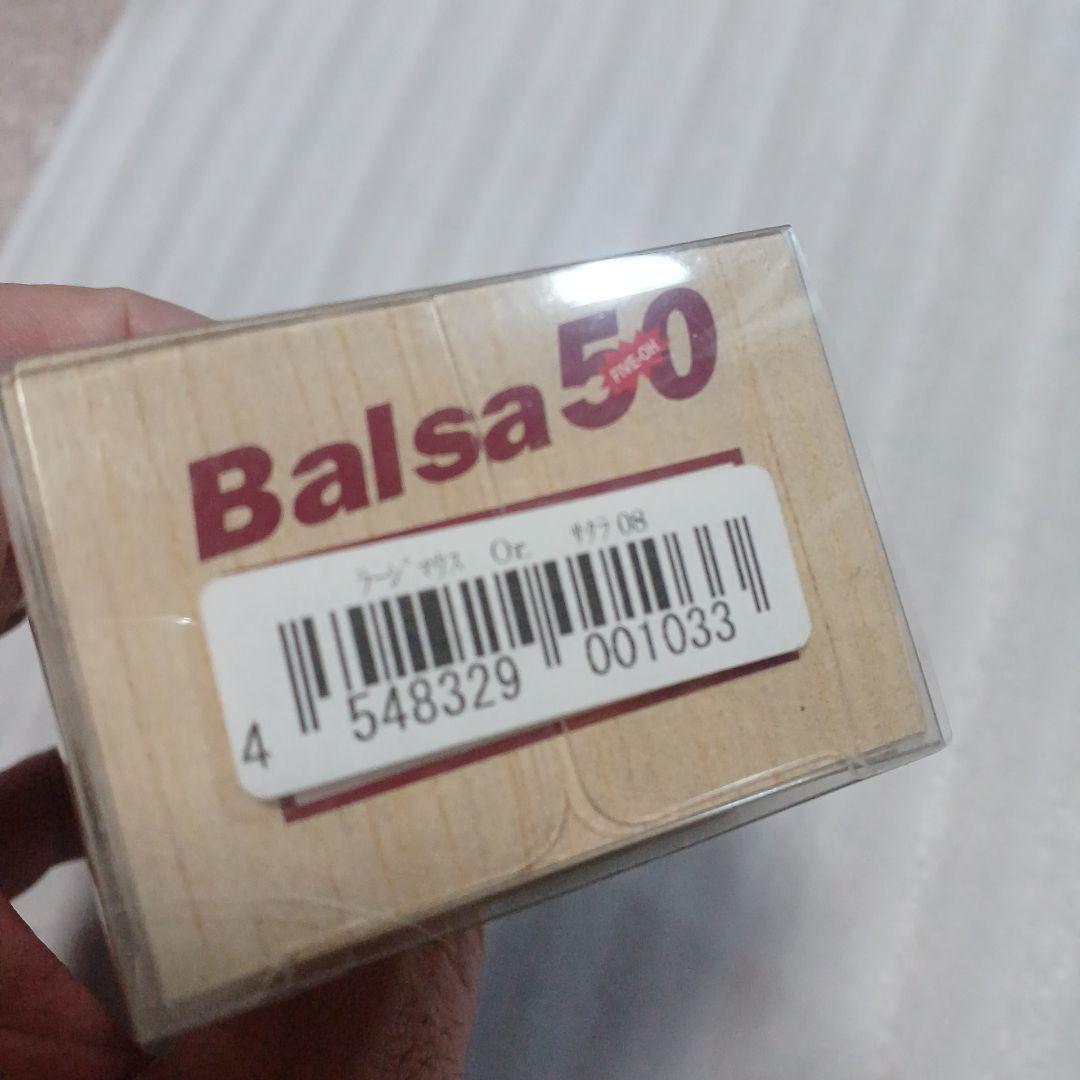 Balsa50
FIVE-OH
ﾗｰｼﾞﾏｳｽ Or. ｻｸﾗ08
4 548329 001033